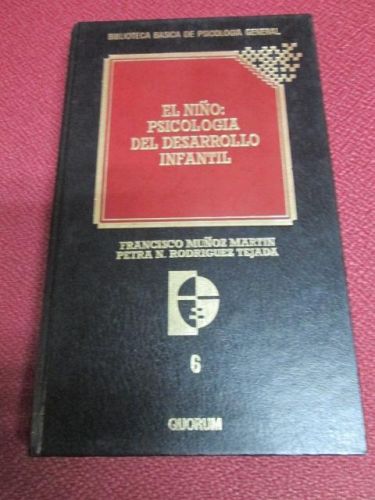 BIBLIOTECA BASICA DE PSICOLOGIA GENERAL
EL NIÑO:
PSICOLOGIA
DEL DESARROLLO
INFANTIL
FRANCISCO MUÑOZ MARTIN
PETRA N. RODRIGUEZ TEJADA
6
QUORUM